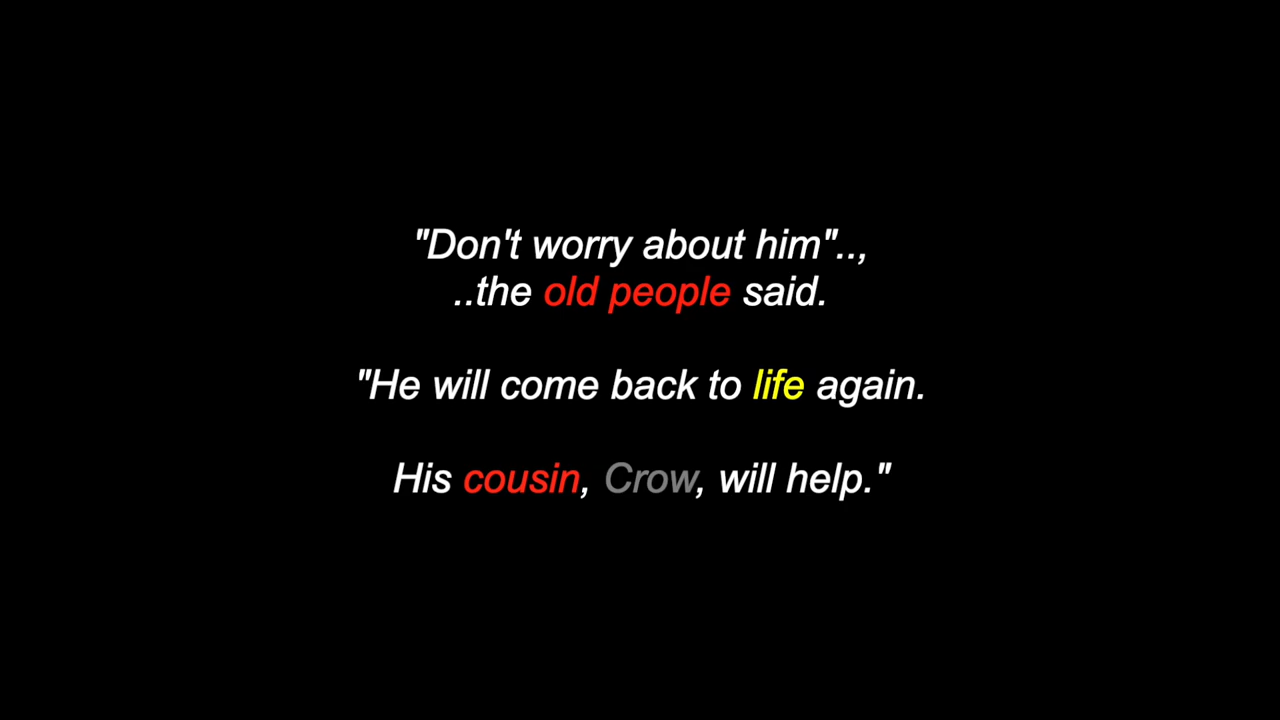 "Don't worry about him"..,
..the old people said.
"He will come back to life again.
His cousin, Crow, will help."